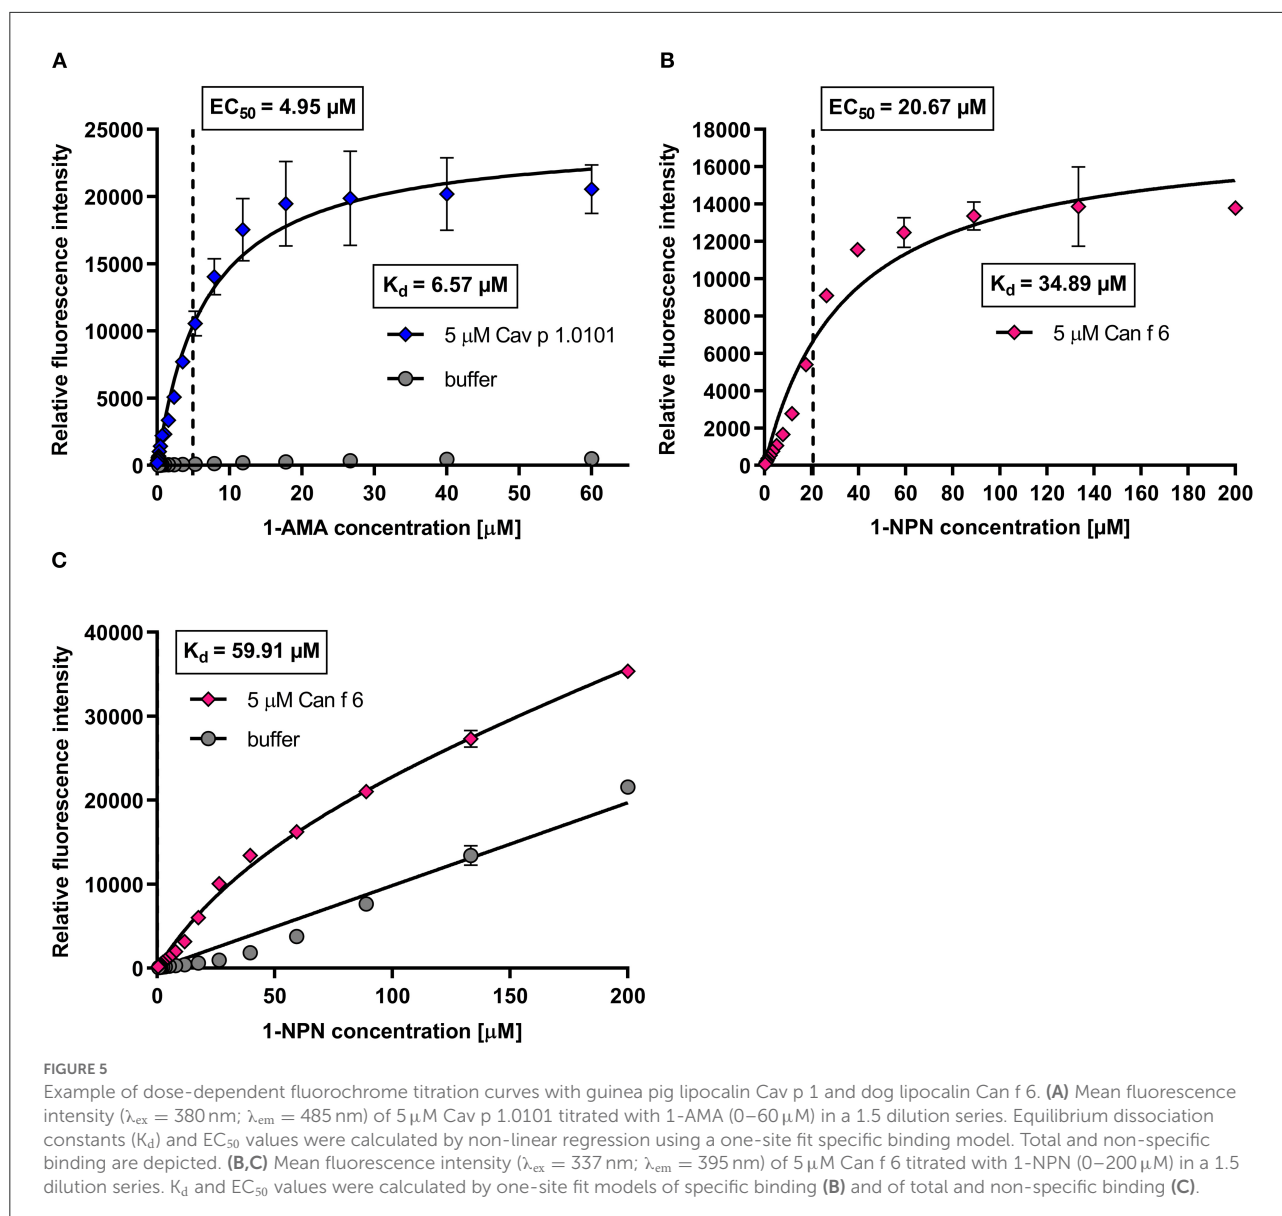 A
EC50 = 4.95 µM
Relative fluorescence intensity
25000
20000
15000
10000
5000
0
Kd = 6.57 µM
5 µM Cav p 1.0101
buffer
0 10 20 30 40 50 60
1-AMA concentration [µM]
B
EC50 = 20.67 µM
Relative fluorescence intensity
18000
16000
14000
12000
10000
8000
6000
4000
2000
0
Kd = 34.89 µM
5 µM Can f 6
0 20 40 60 80 100 120 140 160 180 200
1-NPN concentration [µM]
C
Relative fluorescence intensity
40000
30000
20000
10000
0
Kd = 59.91 µM
5 µM Can f 6
buffer
0 50 100 150 200
1-NPN concentration [µM]
FIGURE 5
Example of dose-dependent fluorochrome titration curves with guinea pig lipocalin Cav p 1 and dog lipocalin Can f 6. (A) Mean fluorescence
intensity (λex = 380 nm; λem = 485 nm) of 5 µM Cav p 1.0101 titrated with 1-AMA (0–60 µM) in a 1.5 dilution series. Equilibrium dissociation
constants (Kd) and EC50 values were calculated by non-linear regression using a one-site fit specific binding model. Total and non-specific
binding are depicted. (B,C) Mean fluorescence intensity (λex = 337 nm; λem = 395 nm) of 5 µM Can f 6 titrated with 1-NPN (0–200 µM) in a 1.5
dilution series. Kd and EC50 values were calculated by one-site fit models of specific binding (B) and of total and non-specific binding (C).